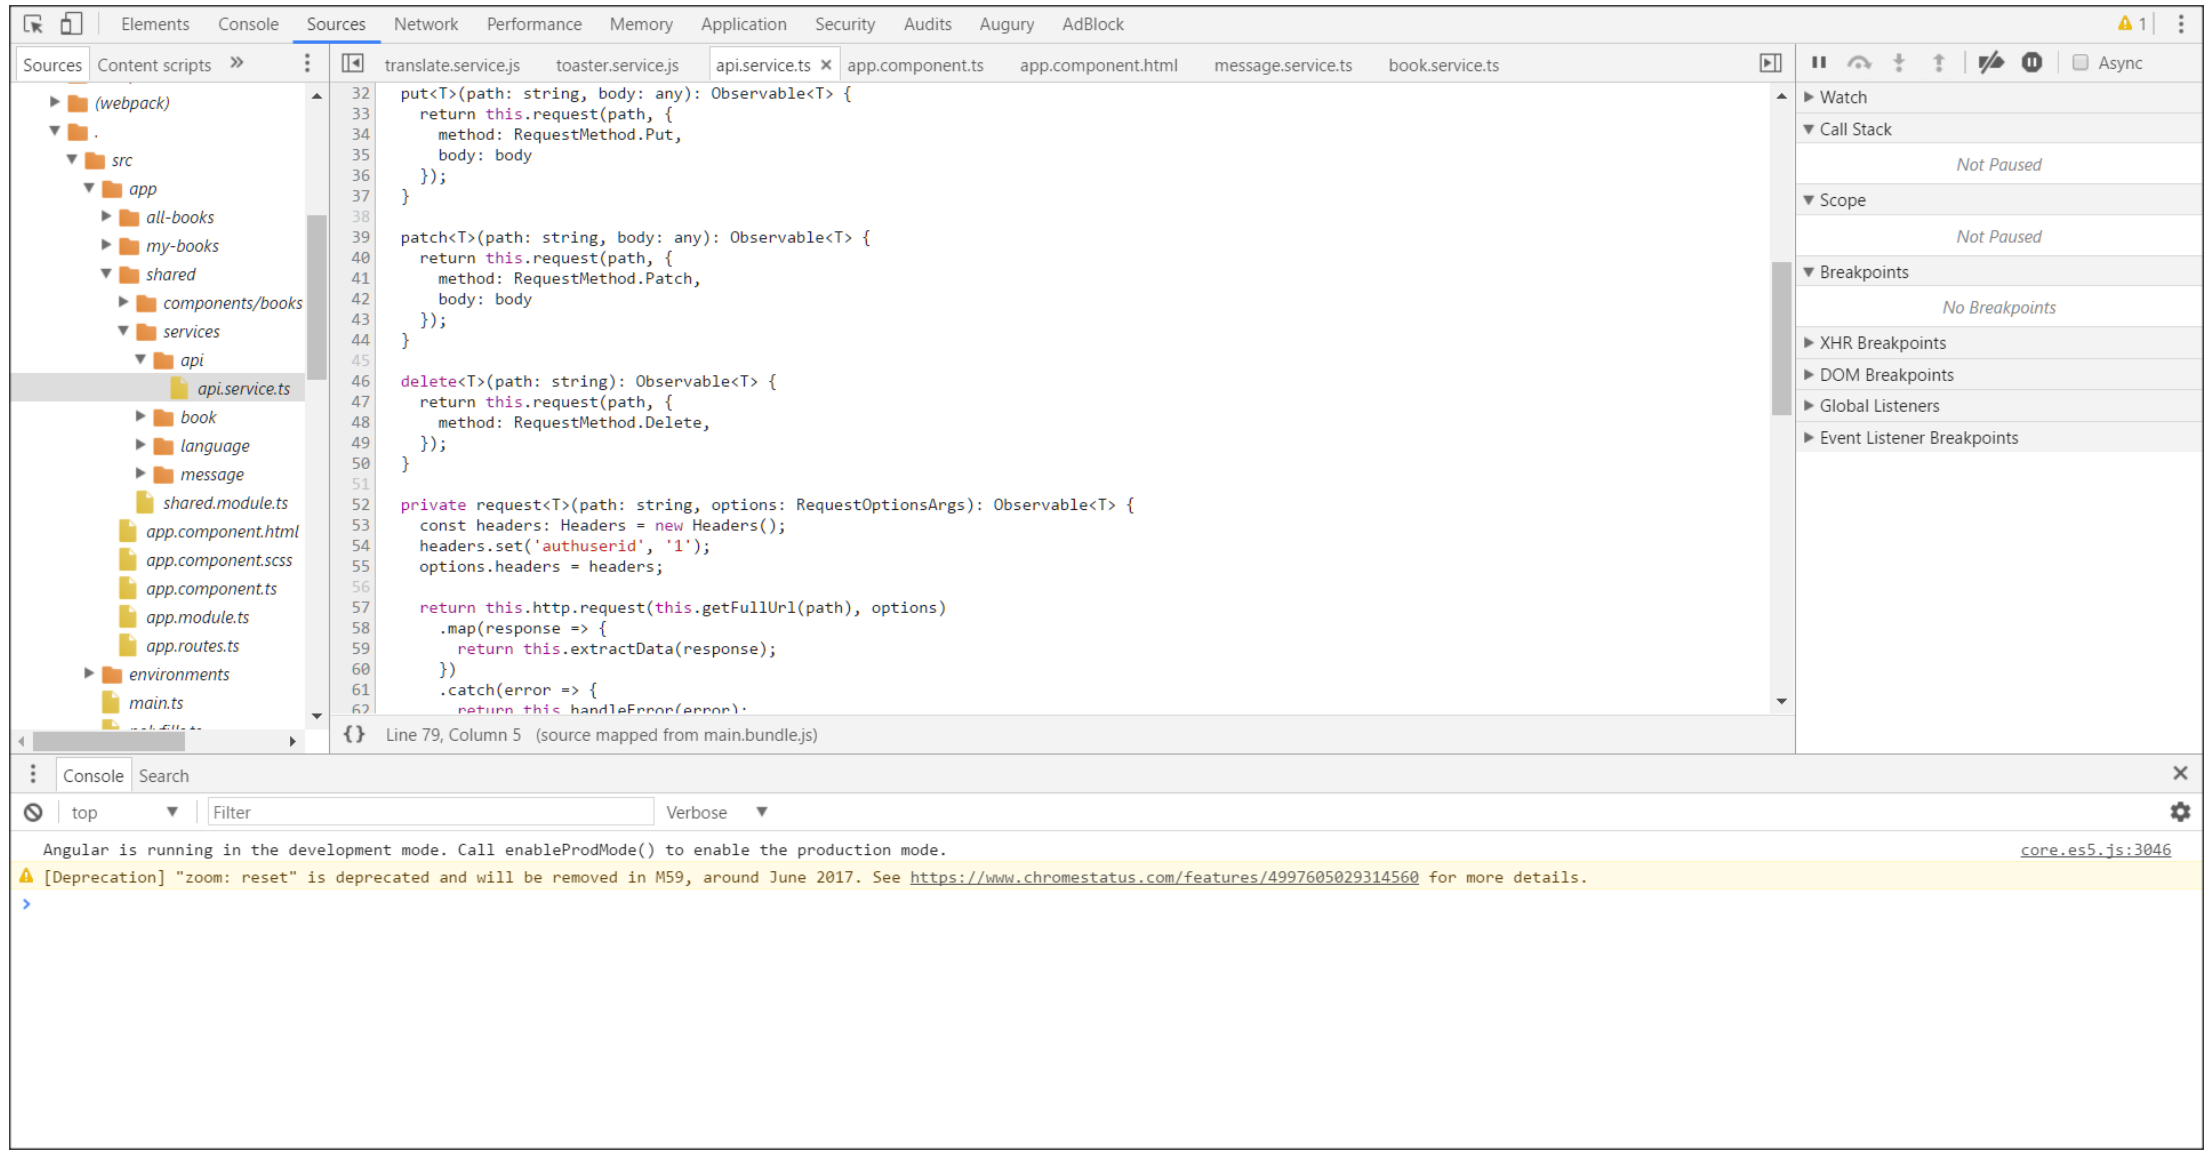 Elements Console Sources Network Performance Memory Application Security Audits Augury AdBlock 1
Sources Content scripts »
(webpack)
.
src
app
all-books
my-books
shared
components/books
services
api
api.service.ts
book
language
message
shared.module.ts
app.component.html
app.component.scss
app.component.ts
app.module.ts
app.routes.ts
environments
main.ts
polyfills.ts
translate.service.js toaster.service.js api.service.ts × app.component.ts app.component.html message.service.ts book.service.ts
32 put<T>(path: string, body: any): Observable<T> {
33 return this.request(path, {
34 method: RequestMethod.Put,
35 body: body
36 });
37 }
38
39 patch<T>(path: string, body: any): Observable<T> {
40 return this.request(path, {
41 method: RequestMethod.Patch,
42 body: body
43 });
44 }
45
46 delete<T>(path: string): Observable<T> {
47 return this.request(path, {
48 method: RequestMethod.Delete,
49 });
50 }
51
52 private request<T>(path: string, options: RequestOptionsArgs): Observable<T> {
53 const headers: Headers = new Headers();
54 headers.set('authuserid', '1');
55 options.headers = headers;
56
57 return this.http.request(this.getFullUrl(path), options)
58 .map(response => {
59 return this.extractData(response);
60 })
61 .catch(error => {
62 return this.handleError(error);
{} Line 79, Column 5 (source mapped from main.bundle.js)
Async
Watch
Call Stack
Not Paused
Scope
Not Paused
Breakpoints
No Breakpoints
XHR Breakpoints
DOM Breakpoints
Global Listeners
Event Listener Breakpoints
Console Search
top Filter Verbose
Angular is running in the development mode. Call enableProdMode() to enable the production mode. core.es5.js:3046
[Deprecation] "zoom: reset" is deprecated and will be removed in M59, around June 2017. See https://www.chromestatus.com/features/4997605029314560 for more details.
>